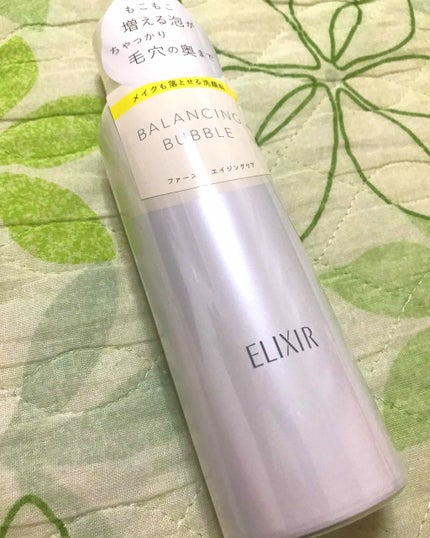 もこもこ
増える泡が
ちゃっかり
毛穴の奥まで
メイクも落とせる洗顔料
BALANCING
BUBBLE
ファースト エイジングケア
ELIXIR